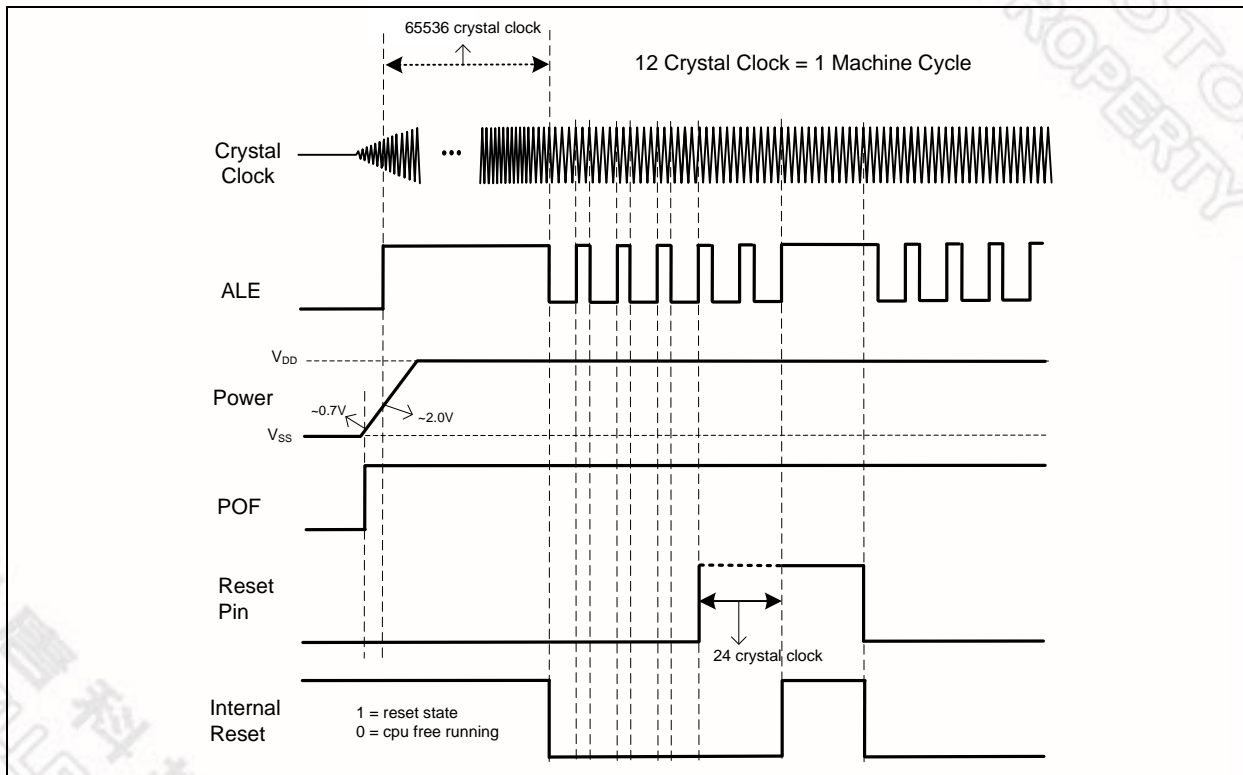 65536 crystal clock
12 Crystal Clock = 1 Machine Cycle
Crystal
Clock
ALE
VDD
Power
~0.7V
~2.0V
VSS
POF
Reset
Pin
24 crystal clock
Internal
Reset
1 = reset state
0 = cpu free running
PROPERTY